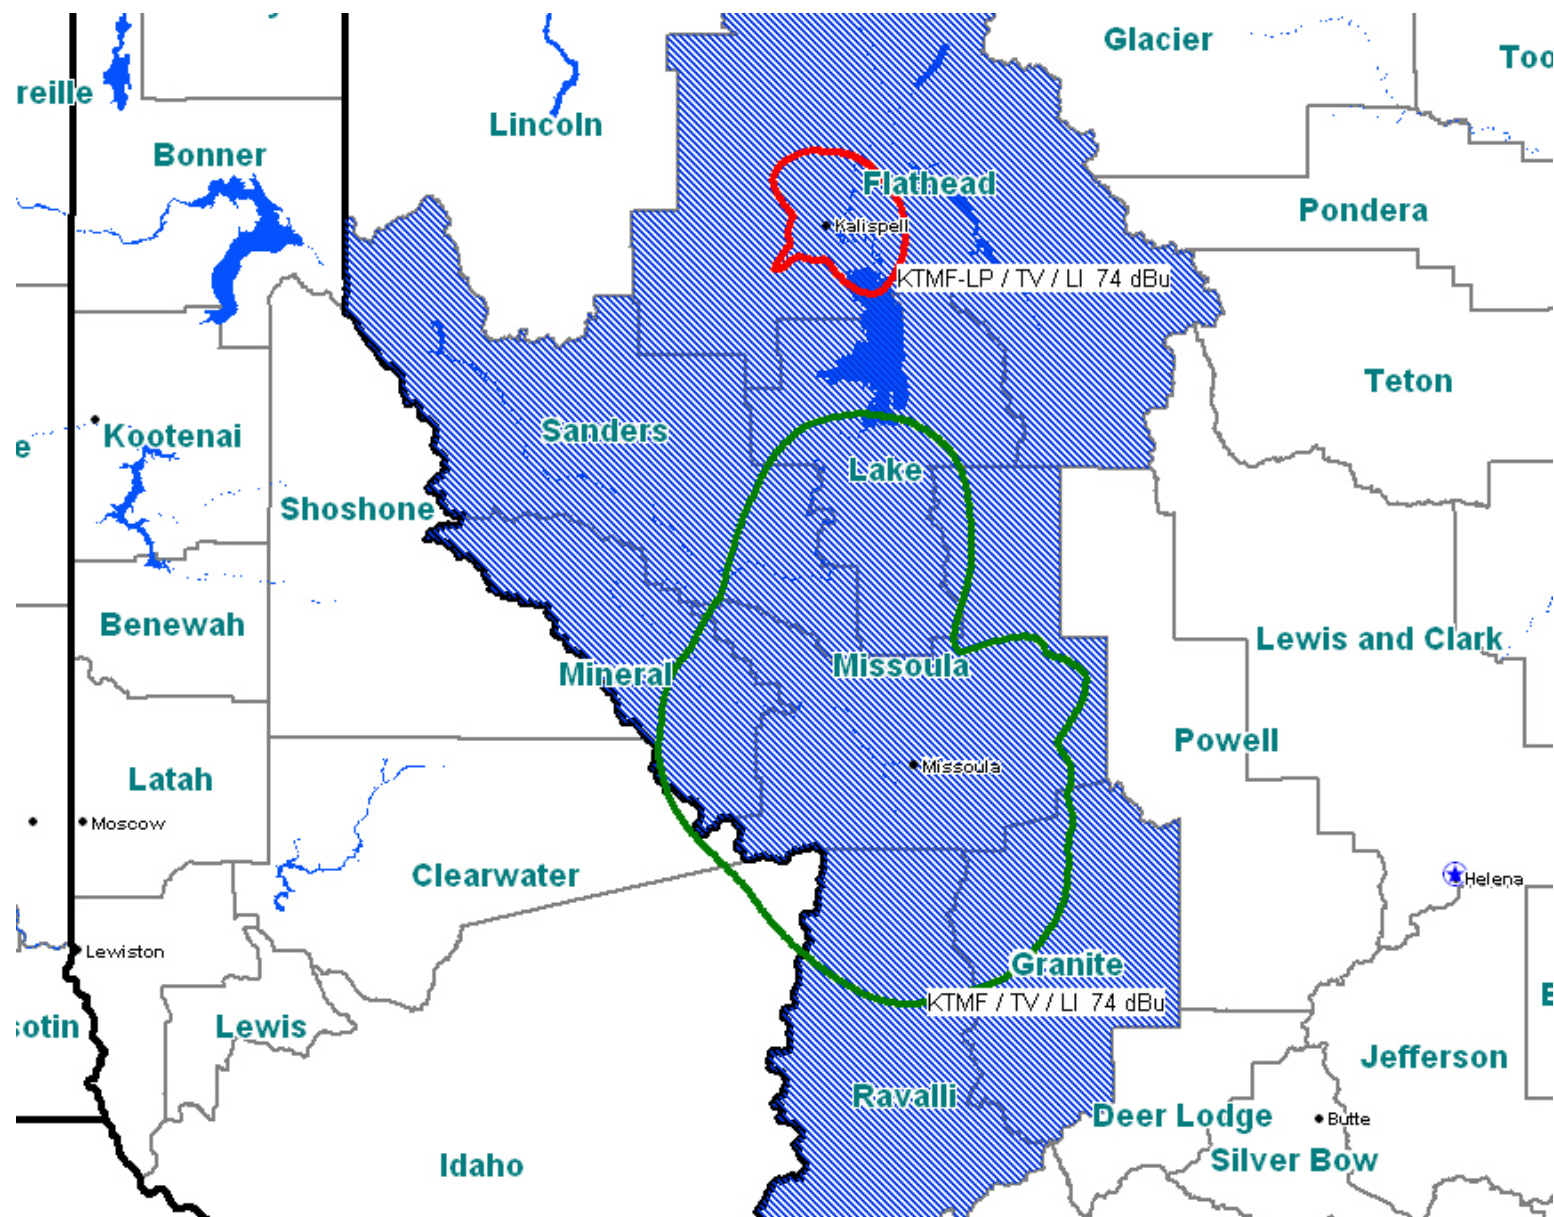 Glacier
Too
reille
Lincoln
Bonner
Flathead
Pondera
Kalispell
KTMF-LP / TV / LI 74 dBu
Teton
Sanders
Kootenai
e
Lake
Shoshone
Benewah
Lewis and Clark
Missoula
Mineral
Powell
Missoula
Latah
Moscow
Clearwater
Helena
Lewiston
Granite
E
KTMF / TV / LI 74 dBu
sotin
Lewis
Jefferson
Ravalli
Deer Lodge
Butte
Silver Bow
Idaho